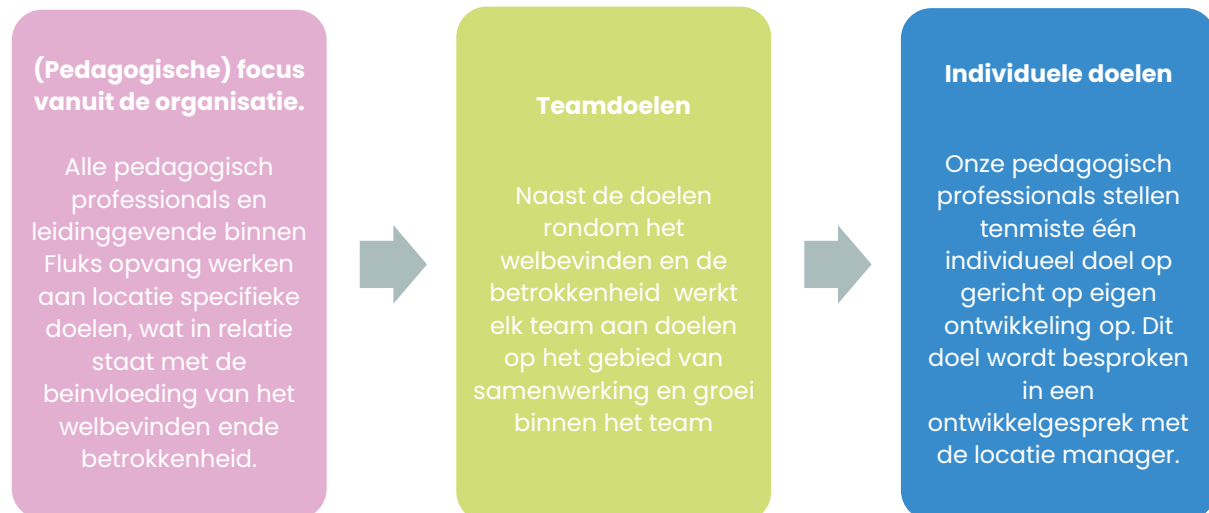 (Pedagogische) focus
vanuit de organisatie.
Alle pedagogisch
professionals en
leidinggevende binnen
Fluks opvang werken
aan locatie specifieke
doelen, wat in relatie
staat met de
beinvloeding van het
welbevinden ende
betrokkenheid.
Teamdoelen
Naast de doelen
rondom het
welbevinden en de
betrokkenheid werkt
elk team aan doelen
op het gebied van
samenwerking en groei
binnen het team
Individuele doelen
Onze pedagogisch
professionals stellen
tenmiste één
individueel doel op
gericht op eigen
ontwikkeling op. Dit
doel wordt besproken
in een
ontwikkelgesprek met
de locatie manager.